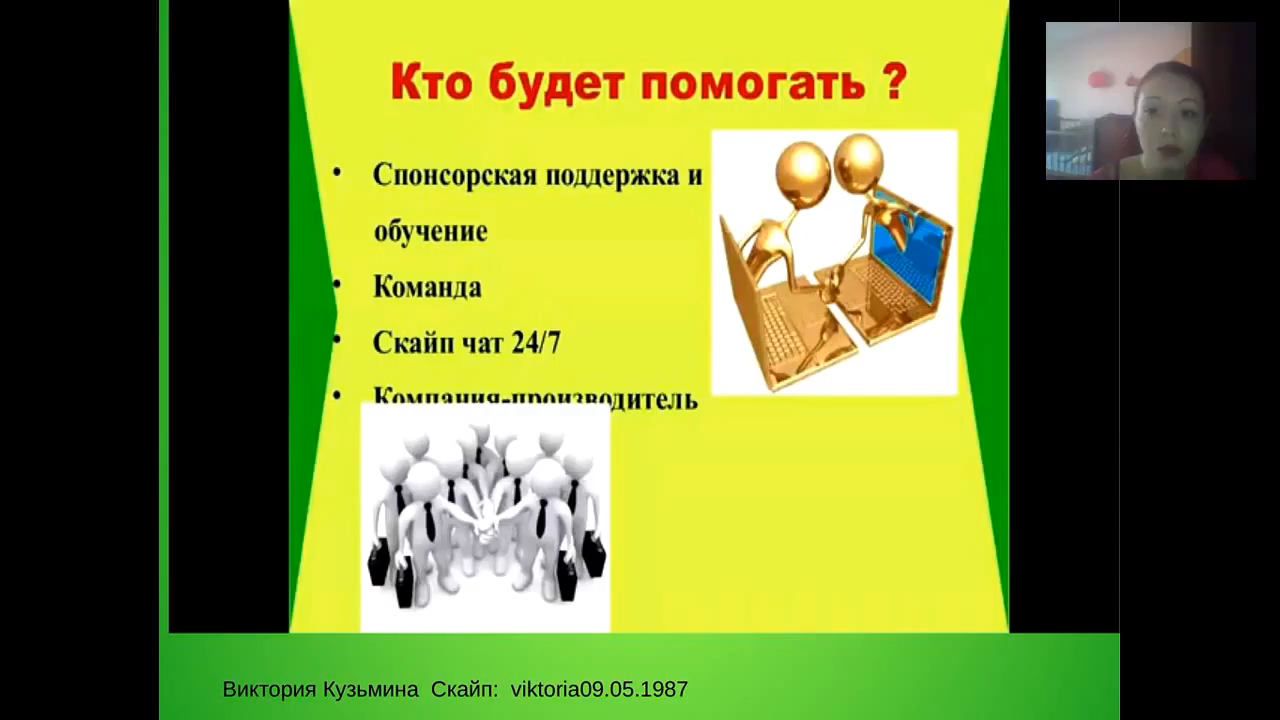 Кто будет помогать ?
• Спонсорская поддержка и
обучение
• Команда
• Скайп чат 24/7
• Компания-производитель
Виктория Кузьмина Скайп: viktoria09.05.1987